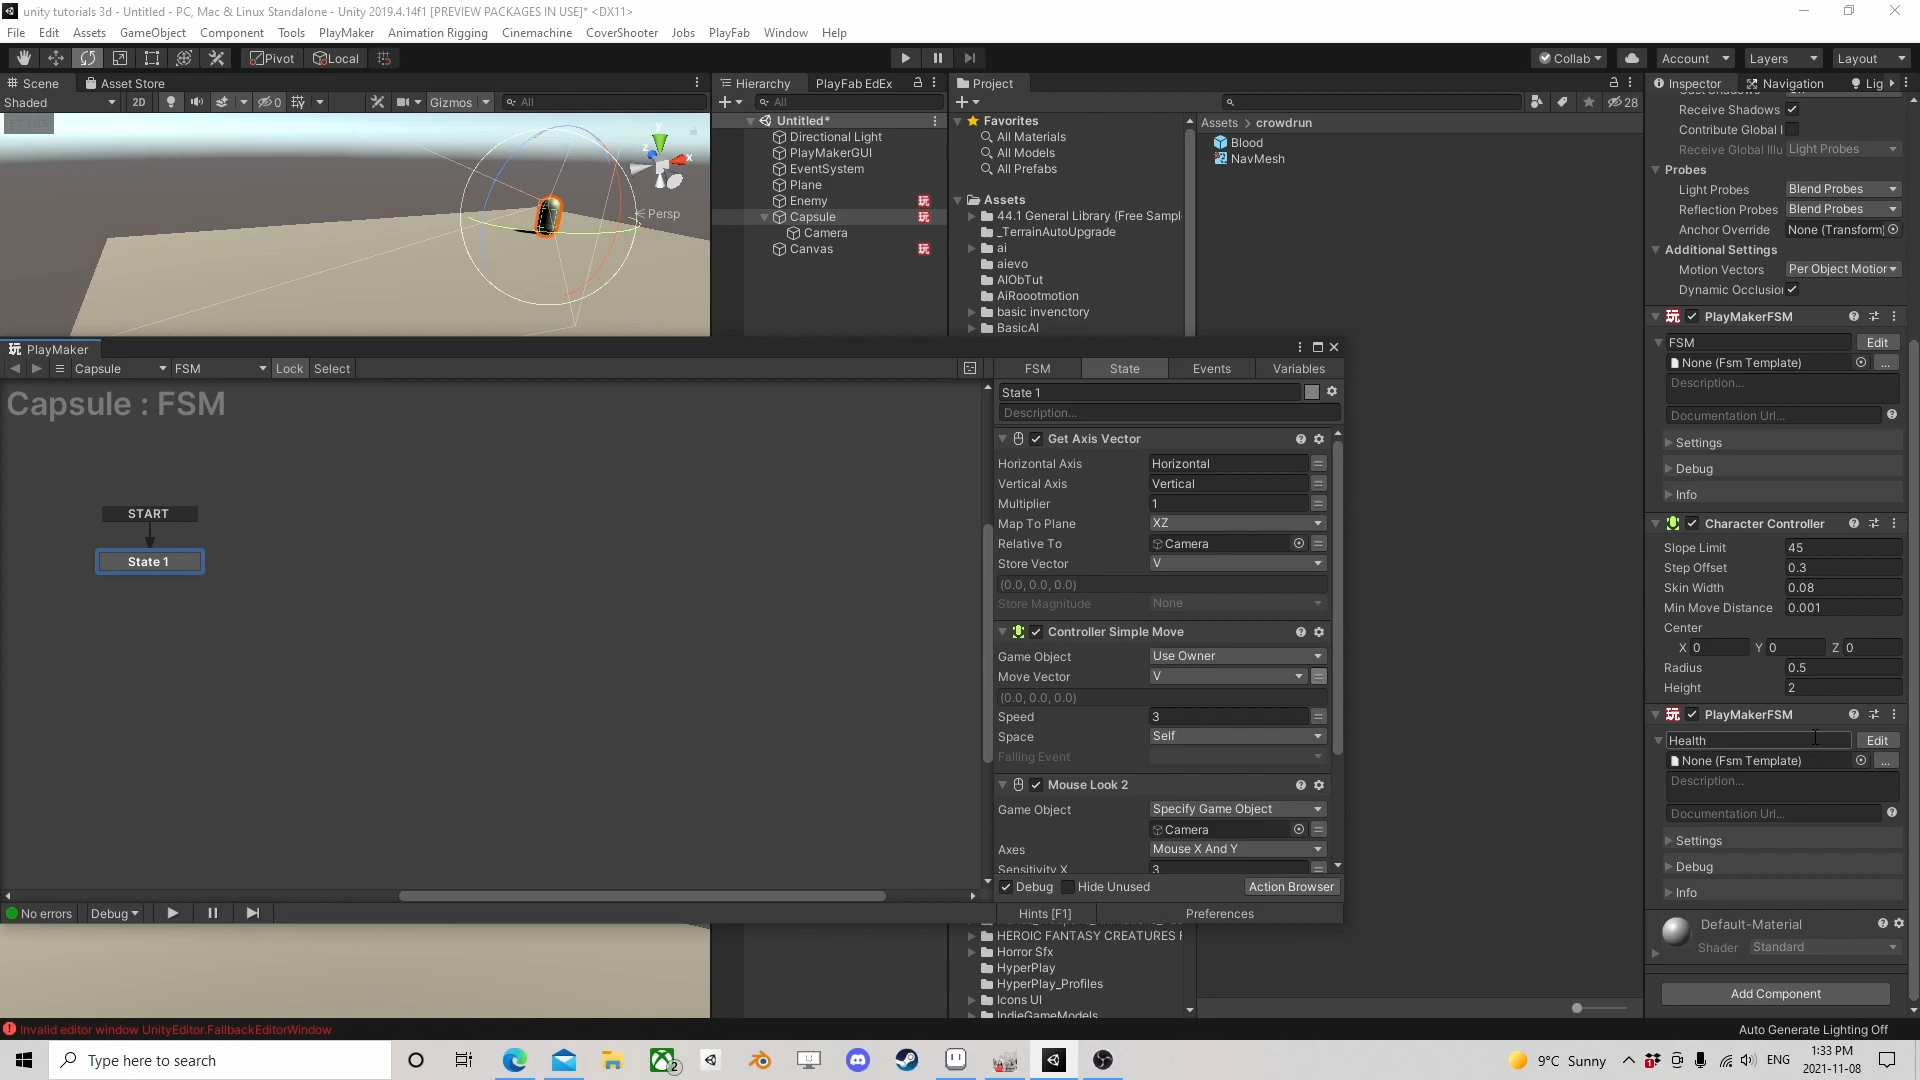 unity tutorials 3d - Untitled - PC, Mac & Linux Standalone - Unity 2019.4.14f1 [PREVIEW PACKAGES IN USE]* <DX11>
File Edit Assets GameObject Component Tools PlayMaker Animation Rigging Cinemachine CoverShooter Jobs PlayFab Window Help
Pivot Local Collab Account Layers Layout
Scene Asset Store
Shaded 2D 0 Gizmos All
Persp
y
x
z
Hierarchy PlayFab EdEx
All
Untitled*
Directional Light
PlayMakerGUI
EventSystem
Plane
Enemy
Capsule
Camera
Canvas
Project
28
Favorites
All Materials
All Models
All Prefabs
Assets
44.1 General Library (Free Sampl
_TerrainAutoUpgrade
ai
aievo
AIObTut
AiRoootmotion
basic invenctory
BasicAI
Assets > crowdrun
Blood
NavMesh
PlayMaker
Capsule FSM Lock Select
Capsule : FSM
START
State 1
FSM State Events Variables
State 1
Description...
Get Axis Vector
Horizontal Axis Horizontal
Vertical Axis Vertical
Multiplier 1
Map To Plane XZ
Relative To Camera
Store Vector V
(0.0, 0.0, 0.0)
Store Magnitude None
Controller Simple Move
Game Object Use Owner
Move Vector V
(0.0, 0.0, 0.0)
Speed 3
Space Self
Falling Event
Mouse Look 2
Game Object Specify Game Object
Camera
Axes Mouse X And Y
Sensitivity X 3
Debug Hide Unused Action Browser
Hints [F1] Preferences
No errors Debug
HEROIC FANTASY CREATURES F
Horror Sfx
HyperPlay
HyperPlay_Profiles
Icons UI
IndieGameModels
Inspector Navigation Lig
Receive Shadows
Contribute Global I
Receive Global Illu Light Probes
Probes
Light Probes Blend Probes
Reflection Probes Blend Probes
Anchor Override None (Transform)
Additional Settings
Motion Vectors Per Object Motion
Dynamic Occlusion
PlayMakerFSM
FSM Edit
None (Fsm Template) ...
Description...
Documentation Url...
Settings
Debug
Info
Character Controller
Slope Limit 45
Step Offset 0.3
Skin Width 0.08
Min Move Distance 0.001
Center
X 0 Y 0 Z 0
Radius 0.5
Height 2
PlayMakerFSM
Health Edit
None (Fsm Template) ...
Description...
Documentation Url...
Settings
Debug
Info
Default-Material
Shader Standard
Add Component
Invalid editor window UnityEditor.FallbackEditorWindow
Auto Generate Lighting Off
Type here to search
2
9°C Sunny
ENG
1:33 PM
2021-11-08